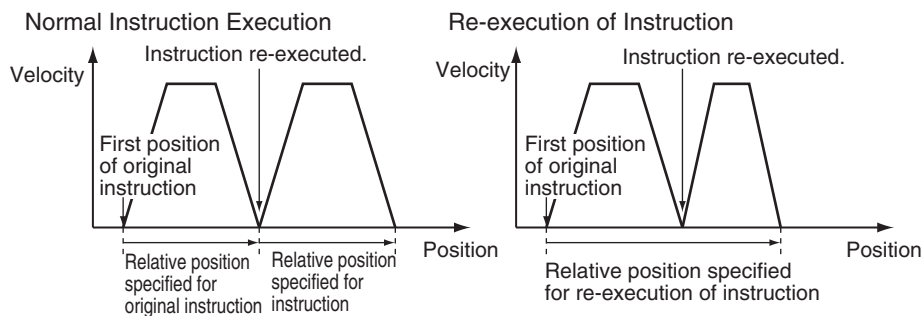 Normal Instruction Execution
Instruction re-executed.
Velocity
First position
of original
instruction
Position
Relative position
specified for
original instruction
Relative position
specified for
instruction
Re-execution of Instruction
Instruction re-executed.
Velocity
First position
of original
instruction
Position
Relative position specified
for re-execution of instruction